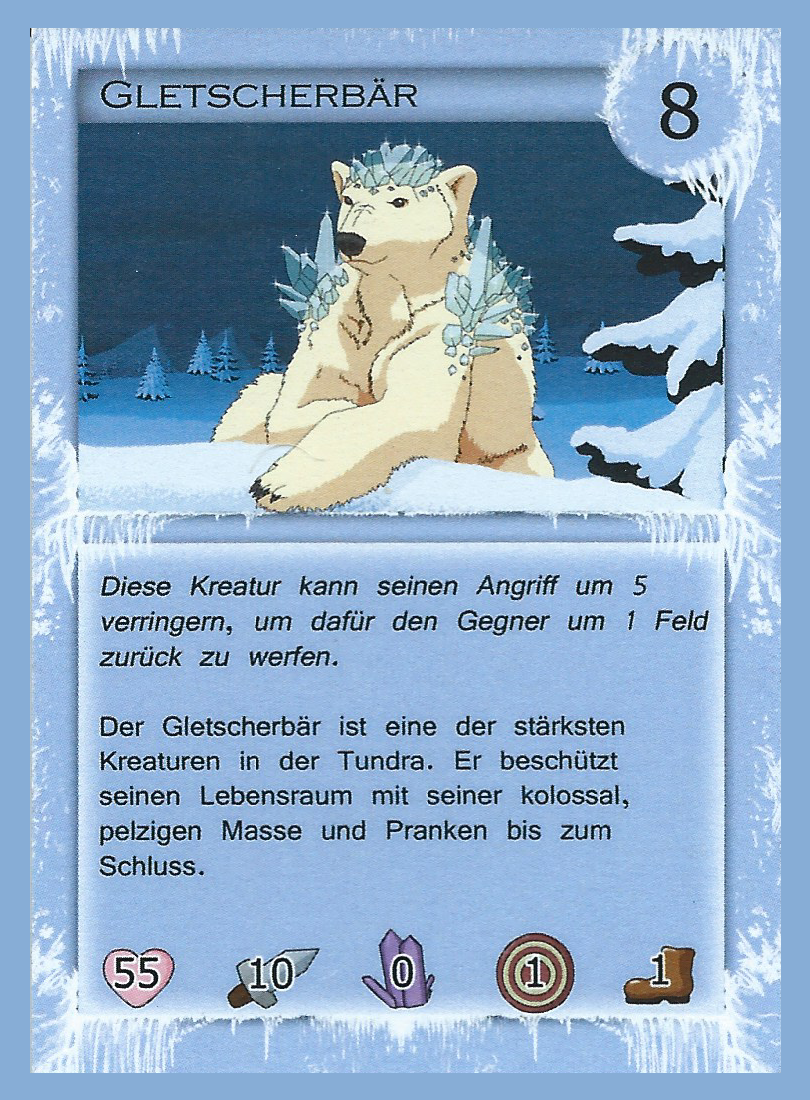 Gletscherbär
8
Diese Kreatur kann seinen Angriff um 5
verringern, um dafür den Gegner um 1 Feld
zurück zu werfen.
Der Gletscherbär ist eine der stärksten
Kreaturen in der Tundra. Er beschützt
seinen Lebensraum mit seiner kolossal,
pelzigen Masse und Pranken bis zum
Schluss.
55 10 0 1 1